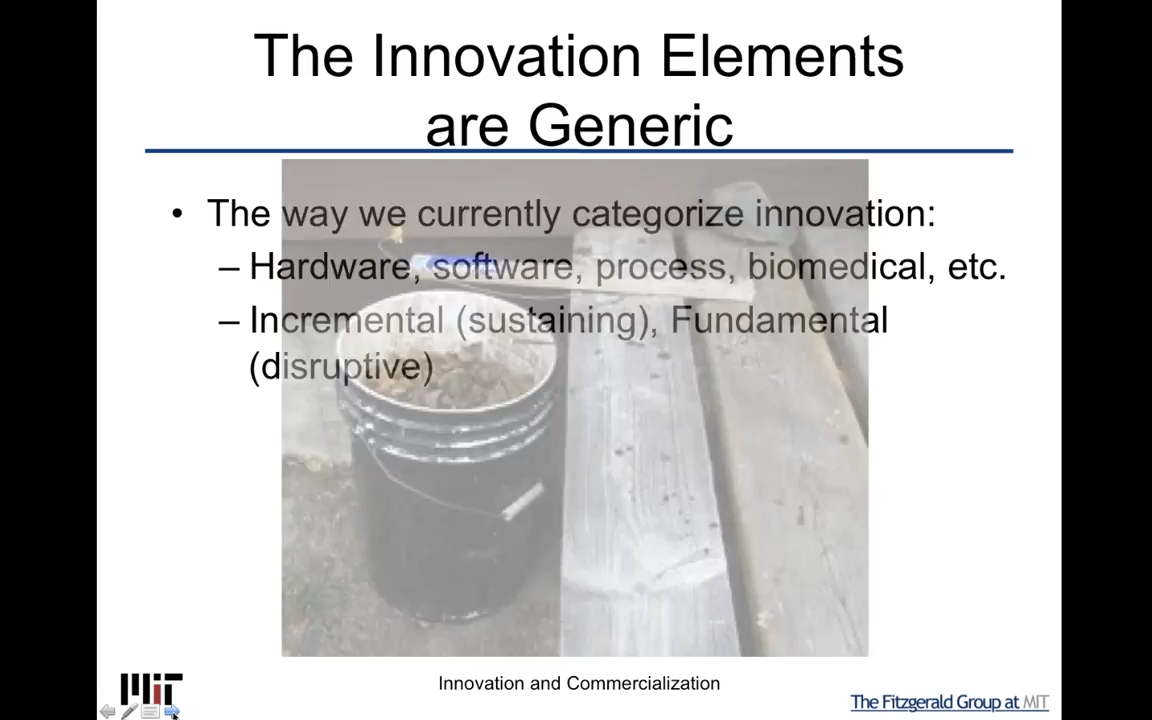 The Innovation Elements
are Generic
• The way we currently categorize innovation:
– Hardware, software, process, biomedical, etc.
– Incremental (sustaining), Fundamental
(disruptive)
Innovation and Commercialization
MIT
The Fitzgerald Group at MIT